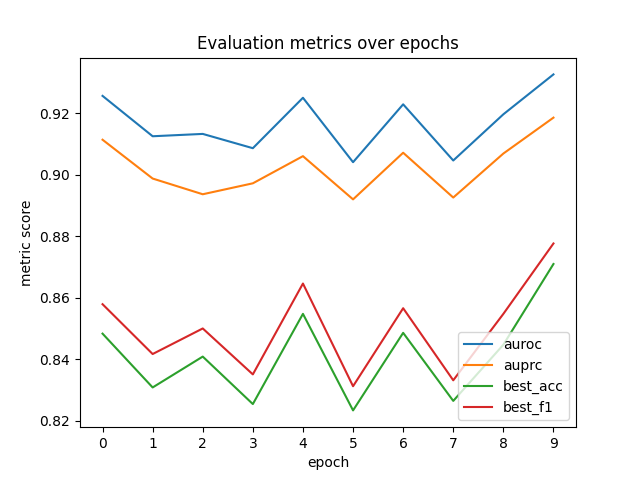 Evaluation metrics over epochs
metric score
0.92
0.90
0.88
0.86
0.84
0.82
auroc
auprc
best_acc
best_f1
0 1 2 3 4 5 6 7 8 9
epoch